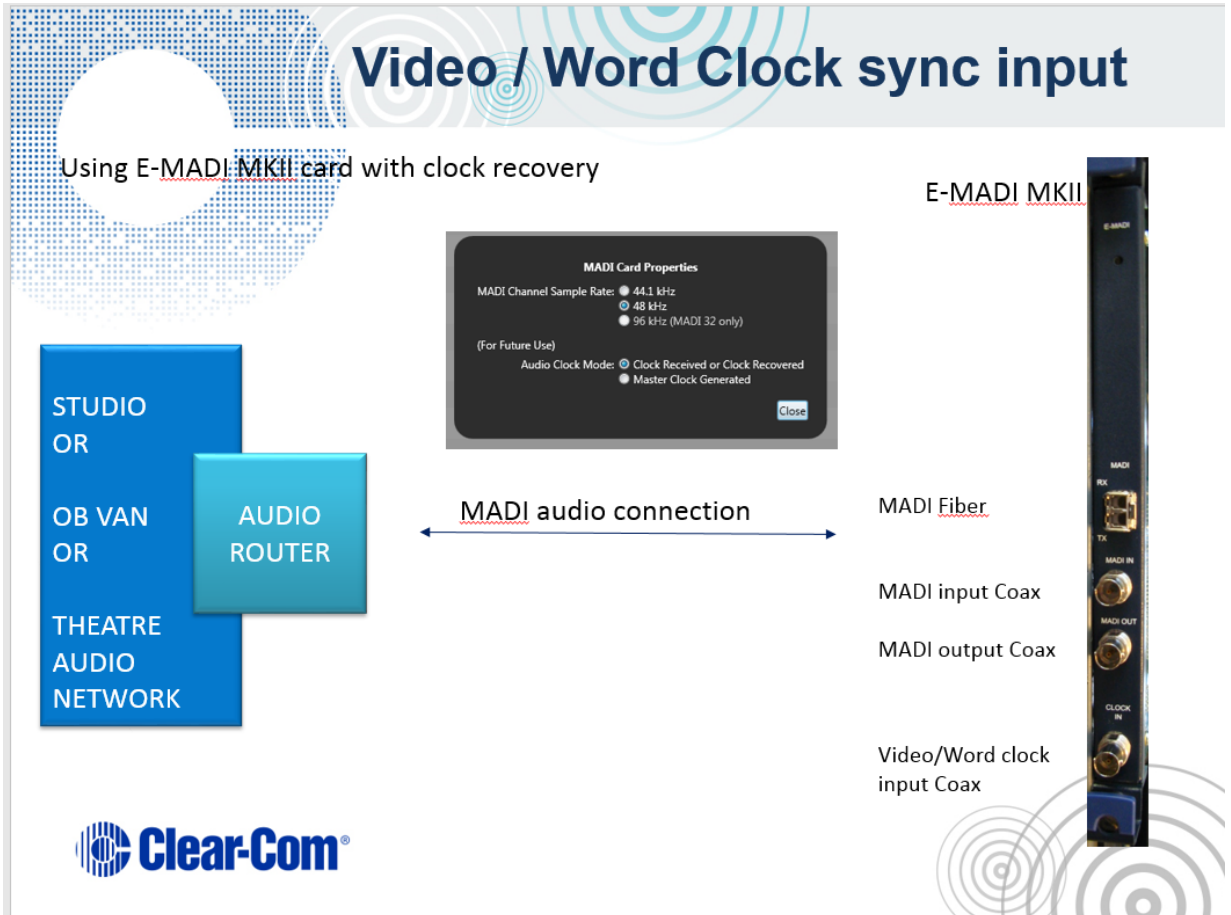 Video / Word Clock sync input
Using E-MADI MKII card with clock recovery
E-MADI MKII
E-MADI
MADI Card Properties
MADI Channel Sample Rate: 44.1 kHz
48 kHz
96 kHz (MADI 32 only)
(For Future Use)
Audio Clock Mode: Clock Received or Clock Recovered
Master Clock Generated
Close
STUDIO
OR
OB VAN
OR
THEATRE
AUDIO
NETWORK
AUDIO
ROUTER
MADI audio connection
MADI Fiber
MADI input Coax
MADI output Coax
Video/Word clock
input Coax
MADI
RX
TX
MADI IN
MADI OUT
CLOCK
IN
Clear-Com®